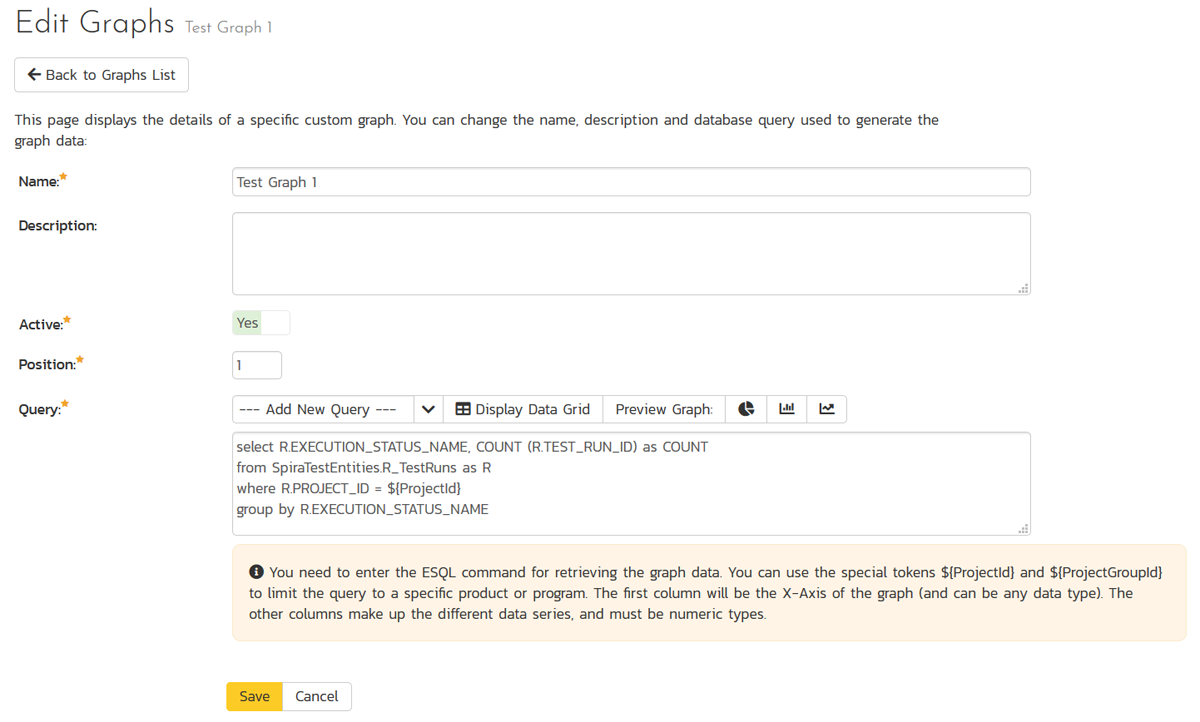 Edit Graphs Test Graph 1
Back to Graphs List
This page displays the details of a specific custom graph. You can change the name, description and database query used to generate the
graph data:
Name:
Test Graph 1
Description:
Active:
Yes
Position:
1
Query:
--- Add New Query ---
Display Data Grid
Preview Graph:
select R.EXECUTION_STATUS_NAME, COUNT (R.TEST_RUN_ID) as COUNT
from SpiraTestEntities.R_TestRuns as R
where R.PROJECT_ID = ${ProjectId}
group by R.EXECUTION_STATUS_NAME
You need to enter the ESQL command for retrieving the graph data. You can use the special tokens ${ProjectId} and ${ProjectGroupId}
to limit the query to a specific product or program. The first column will be the X-Axis of the graph (and can be any data type). The
other columns make up the different data series, and must be numeric types.
Save
Cancel